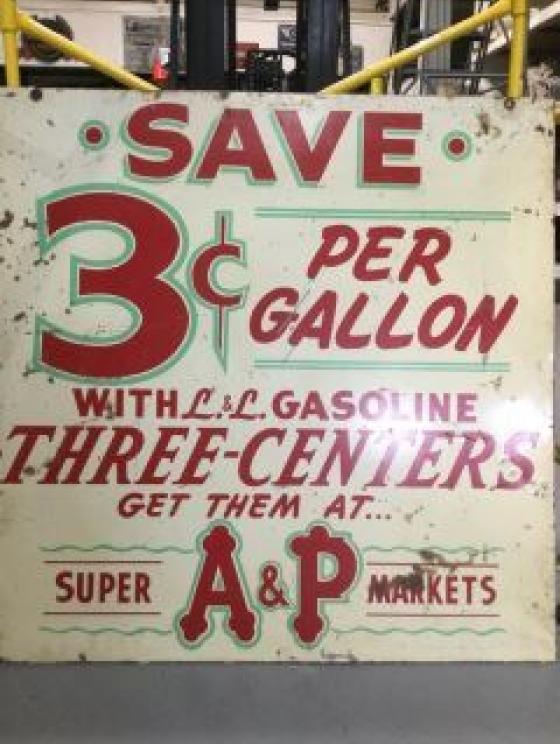 • SAVE •
3¢ PER
GALLON
WITH L.&L. GASOLINE
THREE-CENTERS
GET THEM AT...
SUPER A&P MARKETS